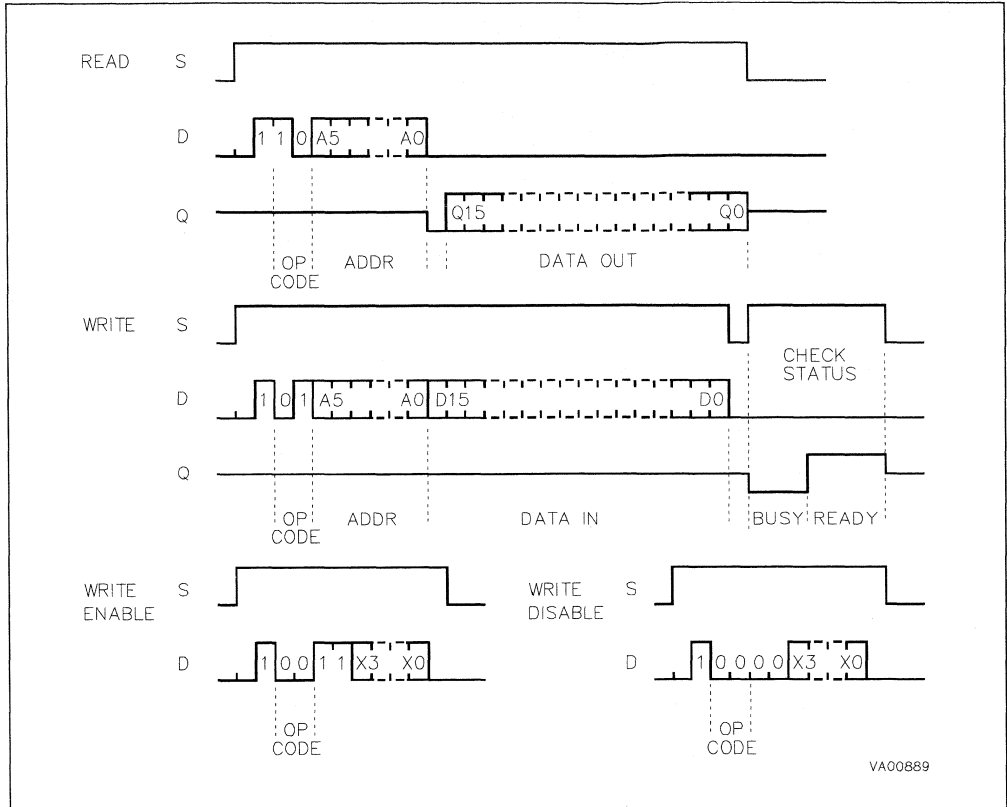 READ S
D 1 1 0 A5 A0
Q Q15 Q0
OP CODE ADDR DATA OUT
WRITE S
CHECK STATUS
D 1 0 1 A5 A0 D15 D0
Q
OP CODE ADDR DATA IN BUSY READY
WRITE ENABLE S
D 1 0 0 1 1 X3 X0
OP CODE
WRITE DISABLE S
D 1 0 0 0 0 X3 X0
OP CODE
VA00889